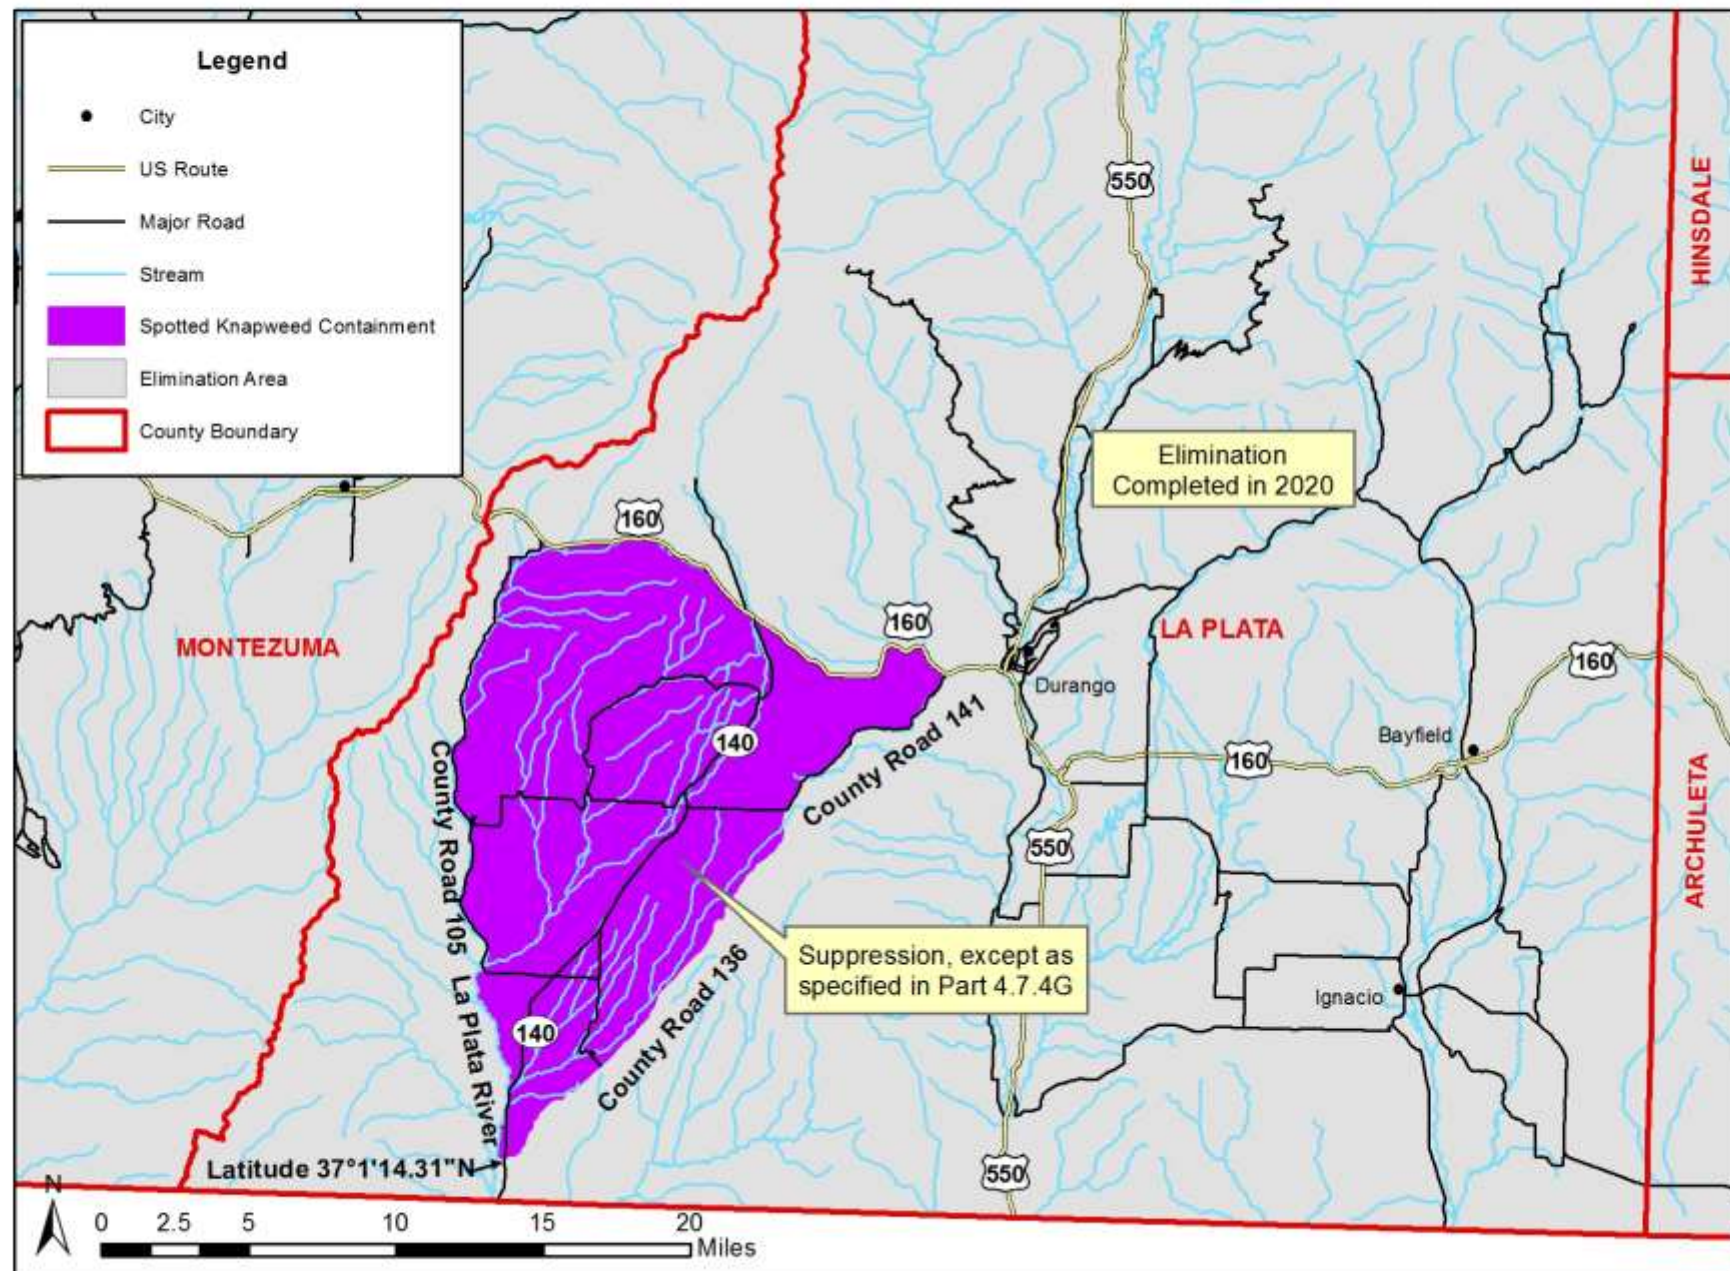 Legend
City
US Route
Major Road
Stream
Spotted Knapweed Containment
Elimination Area
County Boundary
550
HINSDALE
Elimination
Completed in 2020
160
160
MONTEZUMA
LA PLATA
160
Durango
County Road 141
140
Bayfield
160
County Road 105
550
ARCHULETA
Suppression, except as
specified in Part 4.7.4G
County Road 136
Ignacio
La Plata River
140
Latitude 37°1'14.31"N
550
N
0 2.5 5 10 15 20
Miles